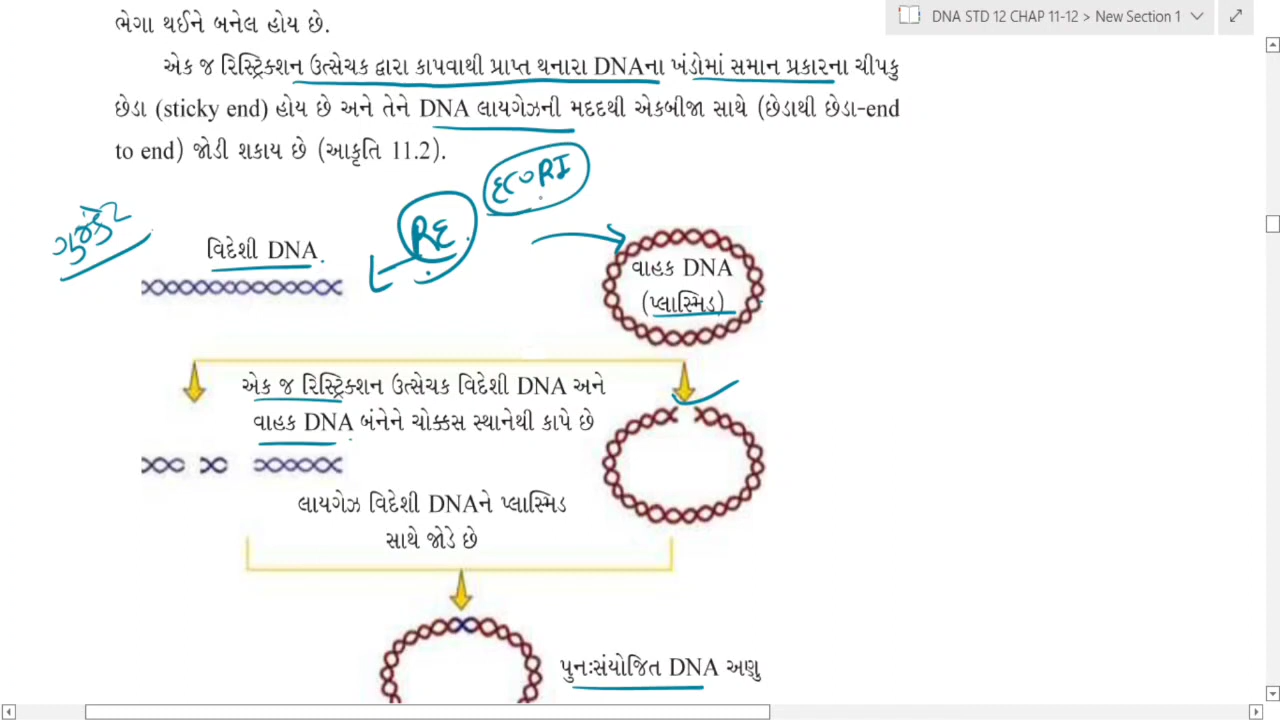 DNA STD 12 CHAP 11-12 > New Section 1
ભેગા થઈને બનેલ હોય છે.
એક જ રિસ્ટ્રિક્શન ઉત્સેચક દ્વારા કાપવાથી પ્રાપ્ત થનારા DNAના ખંડોમાં સમાન પ્રકારના ચીપકુ
છેડા (sticky end) હોય છે અને તેને DNA લાયગેઝની મદદથી એકબીજા સાથે (છેડાથી છેડા-end
to end) જોડી શકાય છે (આકૃતિ 11.2).
ECORI
RE
વિદેશી DNA
વાહક DNA
(પ્લાસ્મિડ)
એક જ રિસ્ટ્રિક્શન ઉત્સેચક વિદેશી DNA અને
વાહક DNA બંનેને ચોક્કસ સ્થાનેથી કાપે છે
લાયગેઝ વિદેશી DNAને પ્લાસ્મિડ
સાથે જોડે છે
પુનઃસંયોજિત DNA અણુ